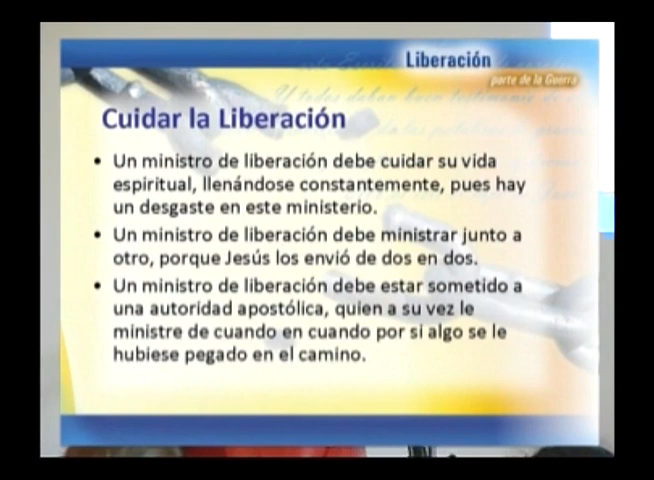 Liberación
parte de la Guerra
Cuidar la Liberación
• Un ministro de liberación debe cuidar su vida
espiritual, llenándose constantemente, pues hay
un desgaste en este ministerio.
• Un ministro de liberación debe ministrar junto a
otro, porque Jesús los envió de dos en dos.
• Un ministro de liberación debe estar sometido a
una autoridad apostólica, quien a su vez le
ministre de cuando en cuando por si algo se le
hubiese pegado en el camino.